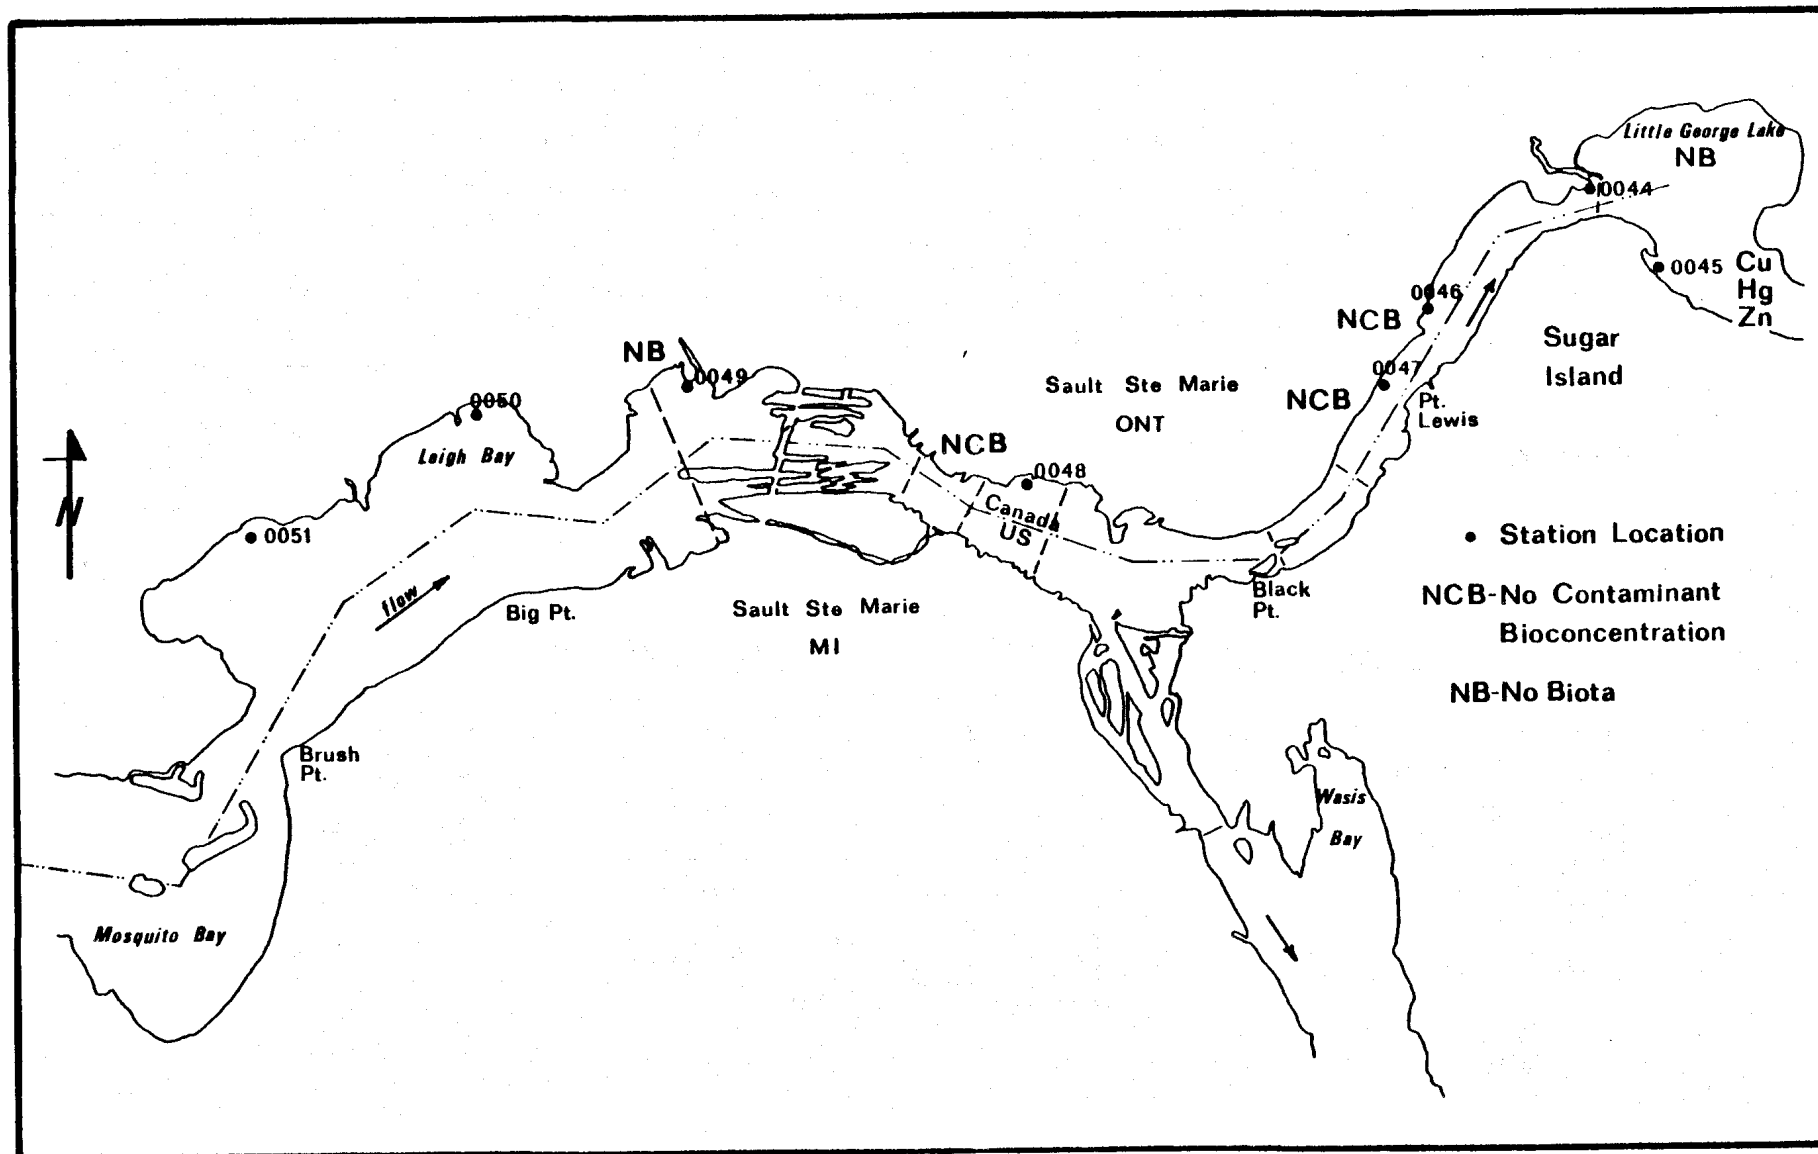 Little George Lake
NB
0044
0045 Cu
Hg
Zn
0046
NCB
Sugar
Island
NB
0049
0047
NCB
Sault Ste Marie
ONT
Pt.
Lewis
0050
Leigh Bay
NCB
0048
N
Canada
US
0051
flow
Big Pt.
Sault Ste Marie
MI
Black
Pt.
• Station Location
NCB-No Contaminant
Bioconcentration
NB-No Biota
Brush
Pt.
Wasis
Bay
Mosquito Bay